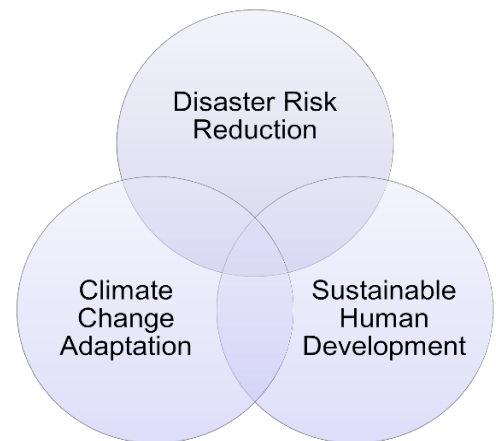 Disaster Risk
Reduction
Climate
Change
Adaptation
Sustainable
Human
Development